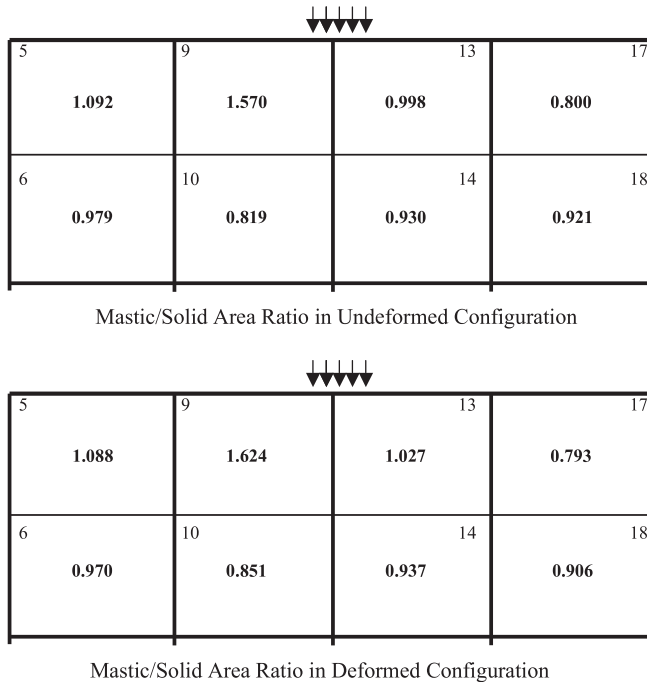 5 9 13 17
1.092 1.570 0.998 0.800
6 10 14 18
0.979 0.819 0.930 0.921
Mastic/Solid Area Ratio in Undeformed Configuration
5 9 13 17
1.088 1.624 1.027 0.793
6 10 14 18
0.970 0.851 0.937 0.906
Mastic/Solid Area Ratio in Deformed Configuration